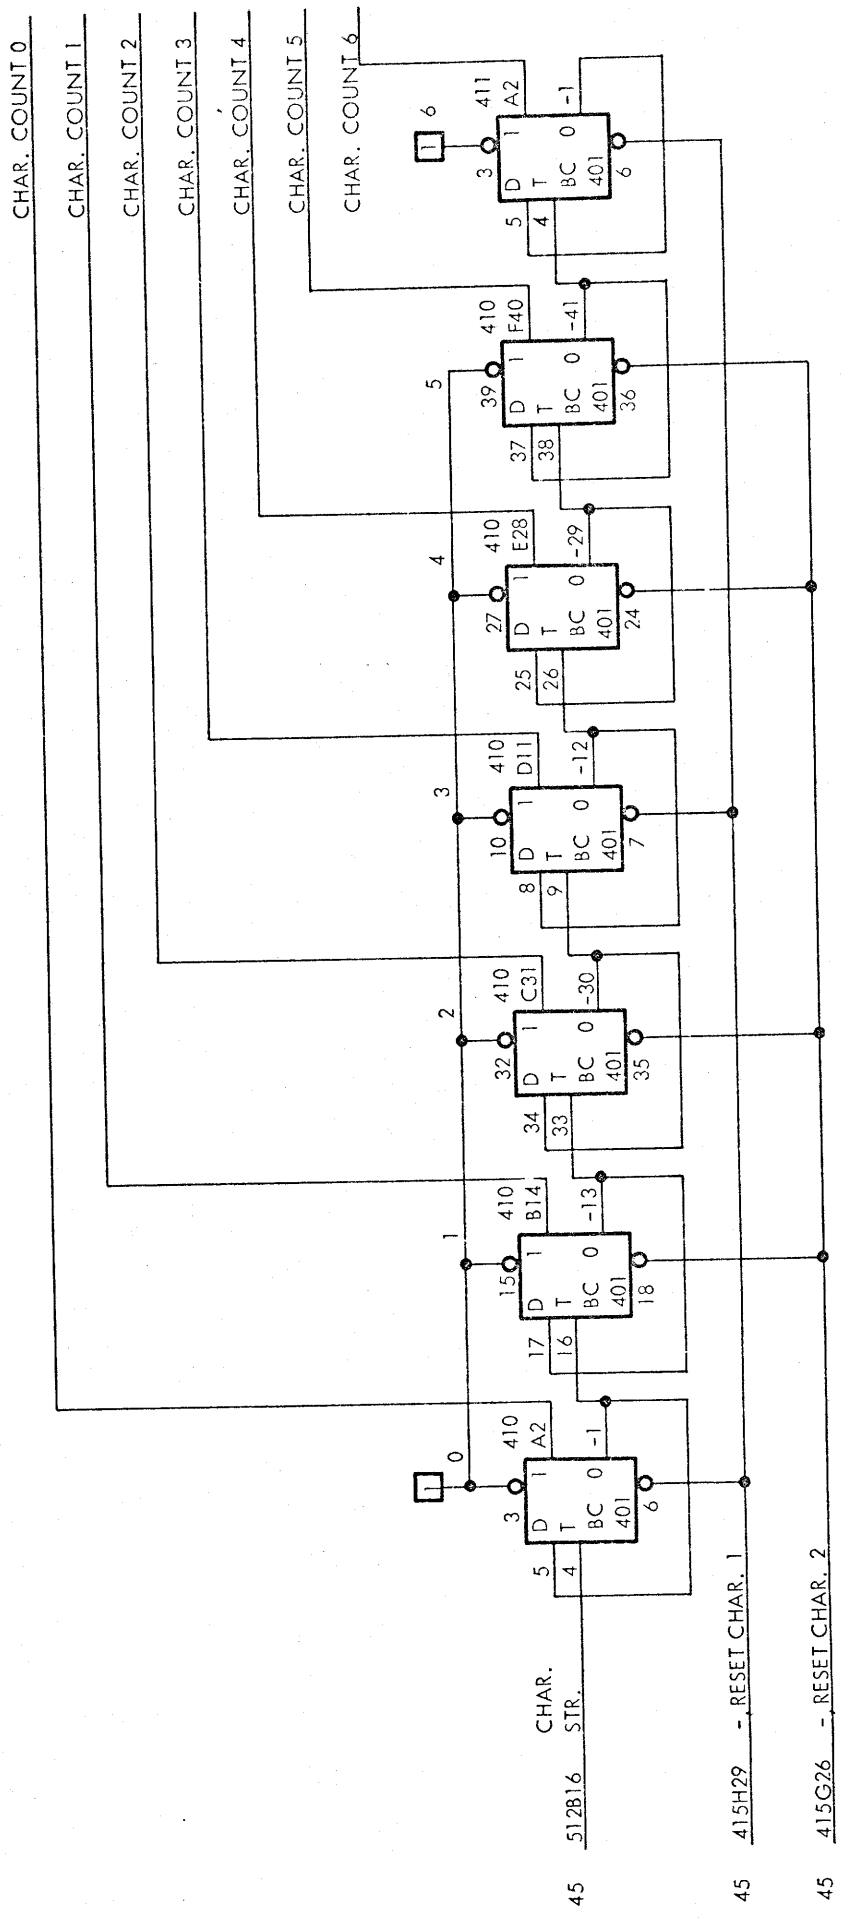 CHAR. COUNT 0
CHAR. COUNT 1
CHAR. COUNT 2
CHAR. COUNT 3
CHAR. COUNT 4
CHAR. COUNT 5
CHAR. COUNT 6
1
0
3
410
A2
5
D
1
4
T
BC
0
-1
401
6
1
15
410
B14
17
D
1
16
T
BC
0
-13
401
18
2
32
410
C31
34
D
1
33
T
BC
0
-30
401
35
3
10
410
D11
8
D
1
9
T
BC
0
-12
401
7
4
27
410
E28
25
D
1
26
T
BC
0
-29
401
24
5
39
410
F40
37
D
1
38
T
BC
0
-41
401
36
1
6
3
411
A2
5
D
1
4
T
BC
0
-1
401
6
CHAR.
45 512B16 STR.
45 415H29 -, RESET CHAR. 1
45 415G26 -, RESET CHAR. 2